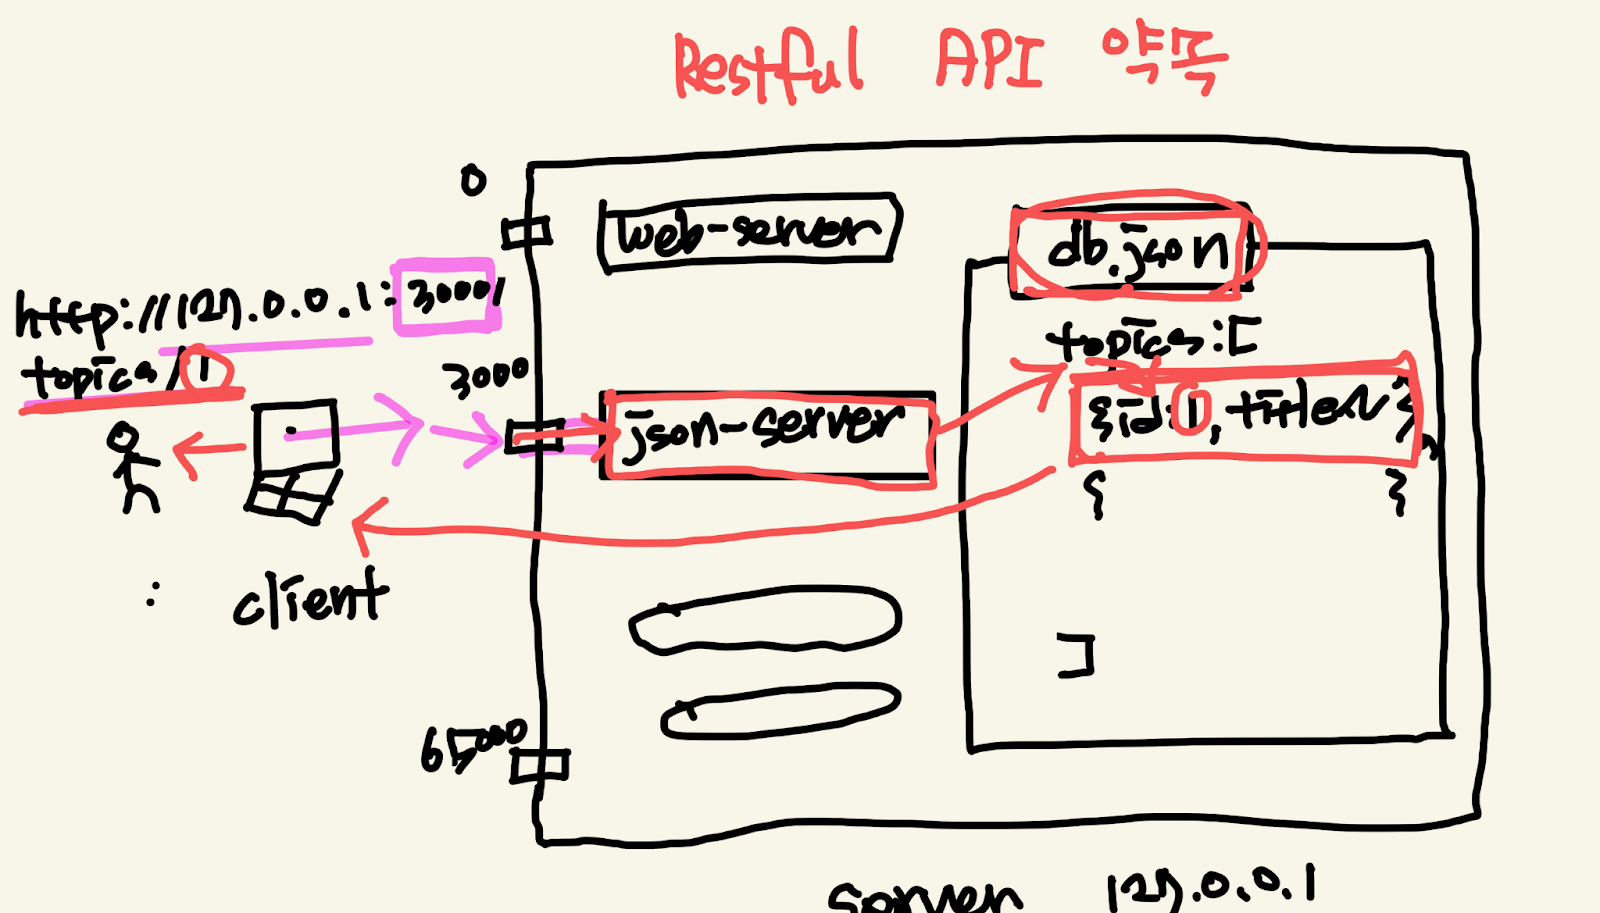 Restful API 약족
0
web-server
db.json
http://127.0.0.1:3000/
topics/1
topics:[
3000
json-server
{id:1, title~},
{ }
client
]
65000
server 127.0.0.1